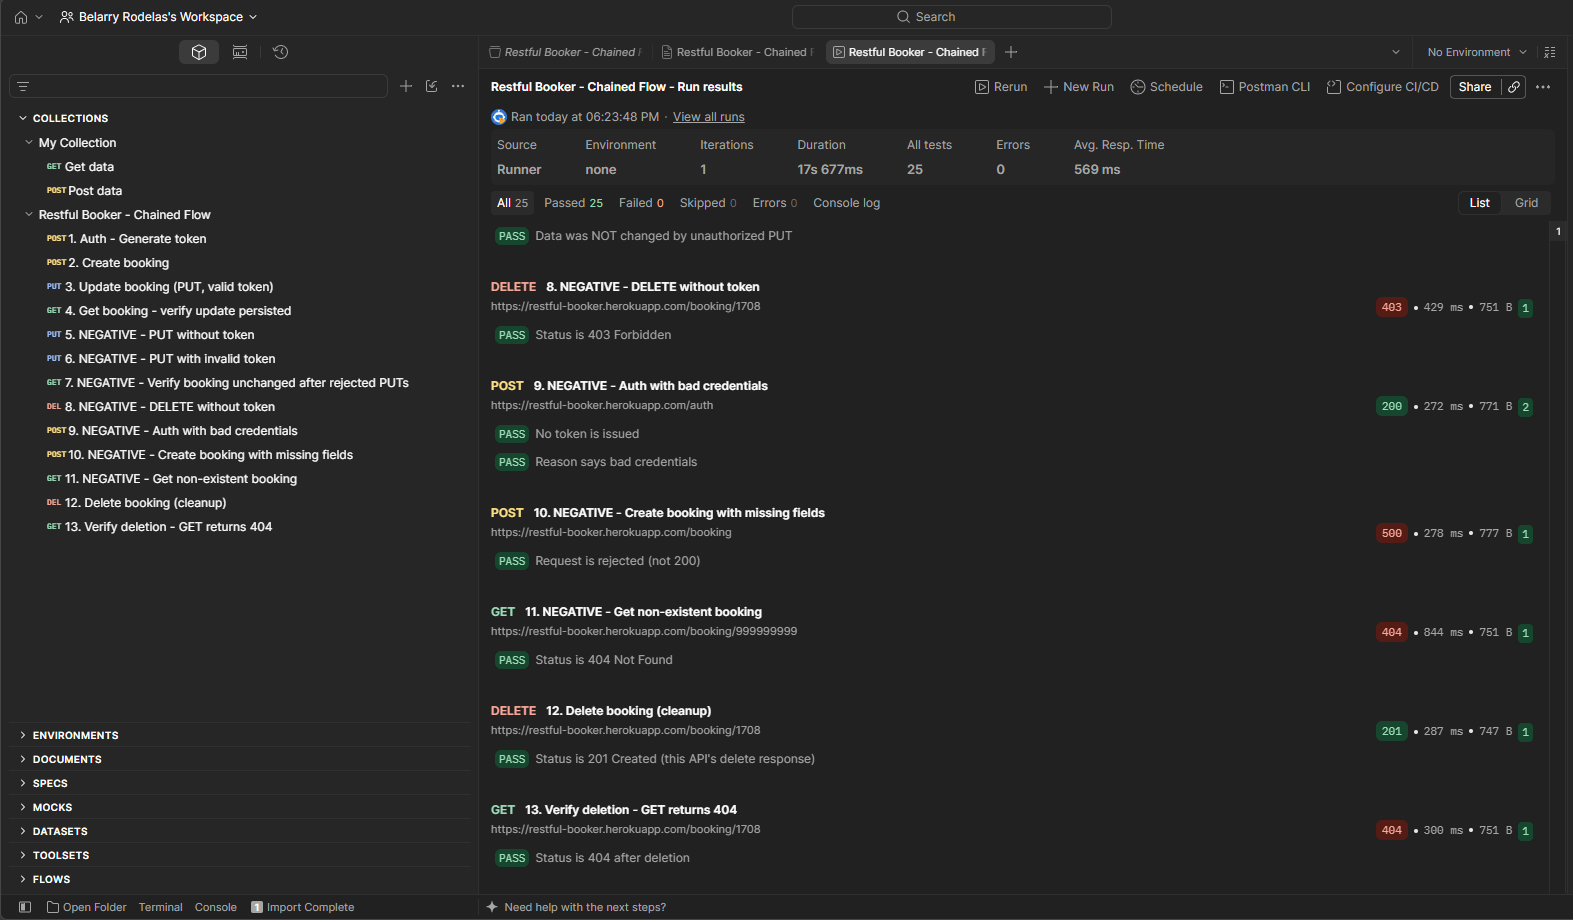 Belarry Rodelas's Workspace
Search
Restful Booker - Chained F
Restful Booker - Chained F
Restful Booker - Chained F
No Environment
COLLECTIONS
My Collection
GET Get data
POST Post data
Restful Booker - Chained Flow
POST 1. Auth - Generate token
POST 2. Create booking
PUT 3. Update booking (PUT, valid token)
GET 4. Get booking - verify update persisted
PUT 5. NEGATIVE - PUT without token
PUT 6. NEGATIVE - PUT with invalid token
GET 7. NEGATIVE - Verify booking unchanged after rejected PUTs
DEL 8. NEGATIVE - DELETE without token
POST 9. NEGATIVE - Auth with bad credentials
POST 10. NEGATIVE - Create booking with missing fields
GET 11. NEGATIVE - Get non-existent booking
DEL 12. Delete booking (cleanup)
GET 13. Verify deletion - GET returns 404
ENVIRONMENTS
DOCUMENTS
SPECS
MOCKS
DATASETS
TOOLSETS
FLOWS
Restful Booker - Chained Flow - Run results
Rerun
New Run
Schedule
Postman CLI
Configure CI/CD
Share
Ran today at 06:23:48 PM · View all runs
Source Environment Iterations Duration All tests Errors Avg. Resp. Time
Runner none 1 17s 677ms 25 0 569 ms
All 25 Passed 25 Failed 0 Skipped 0 Errors 0 Console log
List Grid
1
PASS Data was NOT changed by unauthorized PUT
DELETE 8. NEGATIVE - DELETE without token
https://restful-booker.herokuapp.com/booking/1708
403 • 429 ms • 751 B 1
PASS Status is 403 Forbidden
POST 9. NEGATIVE - Auth with bad credentials
https://restful-booker.herokuapp.com/auth
200 • 272 ms • 771 B 2
PASS No token is issued
PASS Reason says bad credentials
POST 10. NEGATIVE - Create booking with missing fields
https://restful-booker.herokuapp.com/booking
500 • 278 ms • 777 B 1
PASS Request is rejected (not 200)
GET 11. NEGATIVE - Get non-existent booking
https://restful-booker.herokuapp.com/booking/999999999
404 • 844 ms • 751 B 1
PASS Status is 404 Not Found
DELETE 12. Delete booking (cleanup)
https://restful-booker.herokuapp.com/booking/1708
201 • 287 ms • 747 B 1
PASS Status is 201 Created (this API's delete response)
GET 13. Verify deletion - GET returns 404
https://restful-booker.herokuapp.com/booking/1708
404 • 300 ms • 751 B 1
PASS Status is 404 after deletion
Open Folder Terminal Console 1 Import Complete
Need help with the next steps?